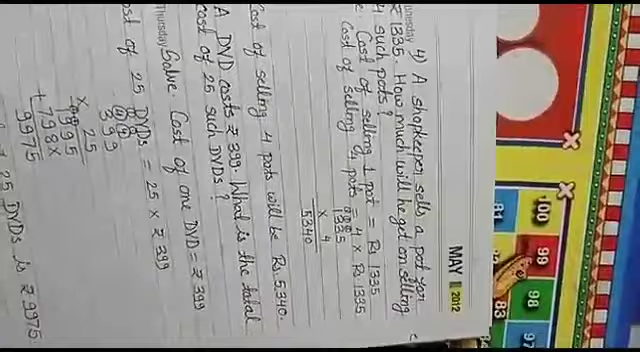 MAY 2012
4) A shopkeeper sells a pot for
₹ 1335. How much will he get on selling
4 such pots?
Cost of selling 1 pot = Rs 1335
Cost of selling 4 pots = 4 x Rs 1335
1335
x 4
5340
Cost of selling 4 pots will be Rs. 5340.
A DVD costs ₹ 399. What is the total
cost of 25 such DVDs?
Thursday
Solve. Cost of one DVD = ₹ 399
ost of 25 DVDs = 25 x ₹ 399
399
x 25
1995
+ 798x
9975
25 DVDs is ₹ 9975
100
99
98
97
81
83